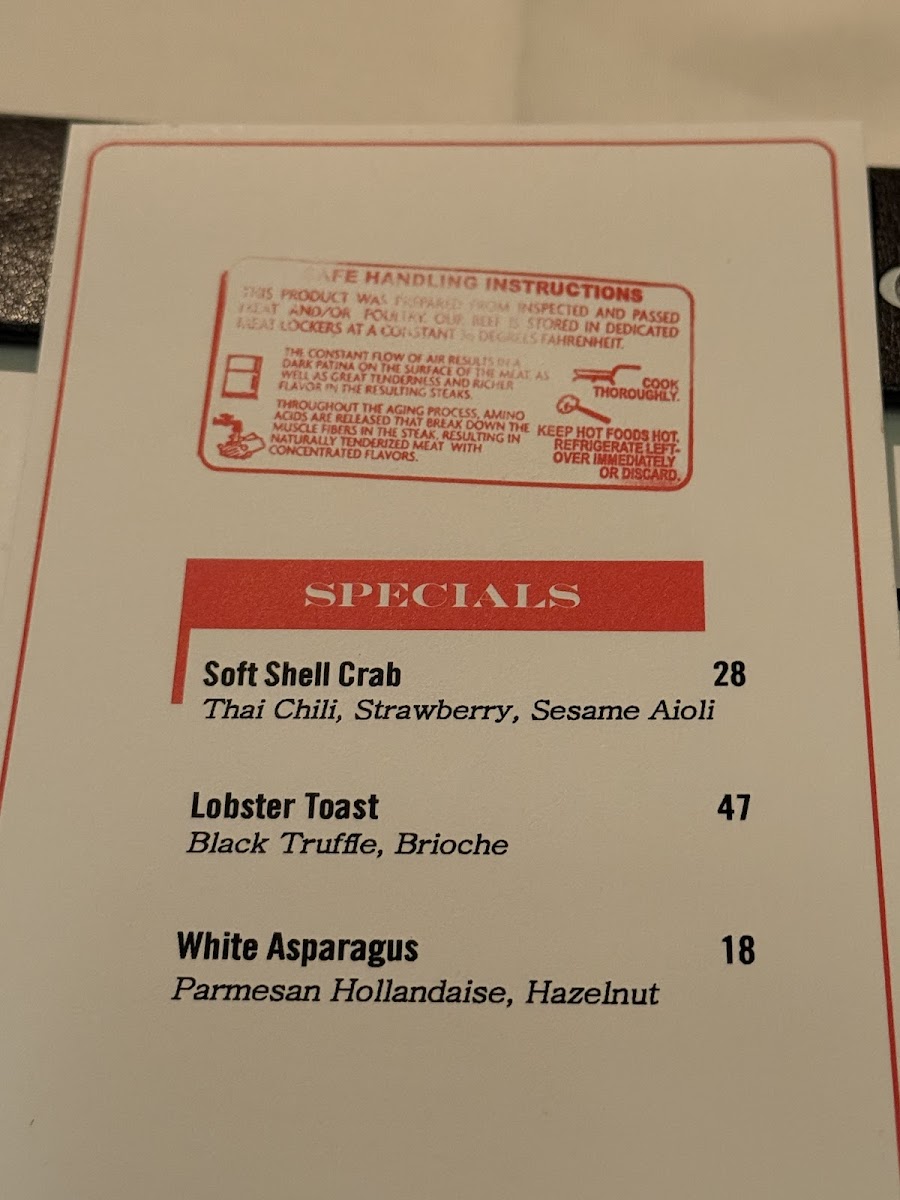 SAFE HANDLING INSTRUCTIONS
THIS PRODUCT WAS PREPARED FROM INSPECTED AND PASSED
MEAT AND/OR POULTRY. OUR BEEF IS STORED IN DEDICATED
MEAT LOCKERS AT A CONSTANT 36 DEGREES FAHRENHEIT.
THE CONSTANT FLOW OF AIR RESULTS IN A
DARK PATINA ON THE SURFACE OF THE MEAT, AS
WELL AS GREAT TENDERNESS AND RICHER
FLAVOR IN THE RESULTING STEAKS.
COOK
THOROUGHLY.
THROUGHOUT THE AGING PROCESS, AMINO
ACIDS ARE RELEASED THAT BREAK DOWN THE
MUSCLE FIBERS IN THE STEAK, RESULTING IN
NATURALLY TENDERIZED MEAT WITH
CONCENTRATED FLAVORS.
KEEP HOT FOODS HOT.
REFRIGERATE LEFT-
OVER IMMEDIATELY
OR DISCARD.
SPECIALS
Soft Shell Crab 28
Thai Chili, Strawberry, Sesame Aioli
Lobster Toast 47
Black Truffle, Brioche
White Asparagus 18
Parmesan Hollandaise, Hazelnut